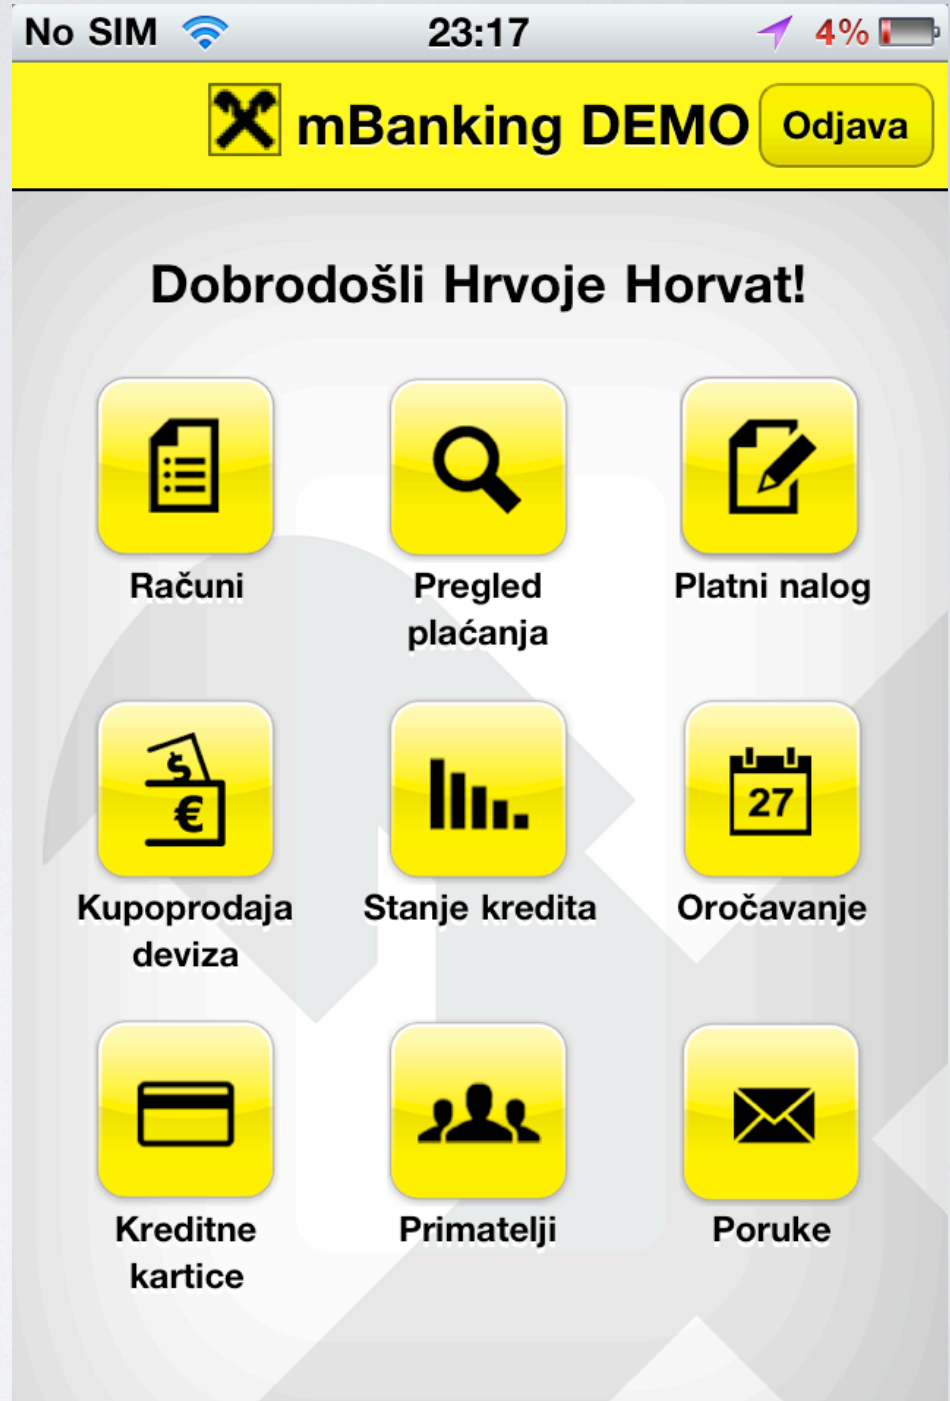 No SIM 23:17 4%
mBanking DEMO Odjava
Dobrodošli Hrvoje Horvat!
Računi
Pregled
plaćanja
Platni nalog
$
€
Kupoprodaja
deviza
Stanje kredita
27
Oročavanje
Kreditne
kartice
Primatelji
Poruke